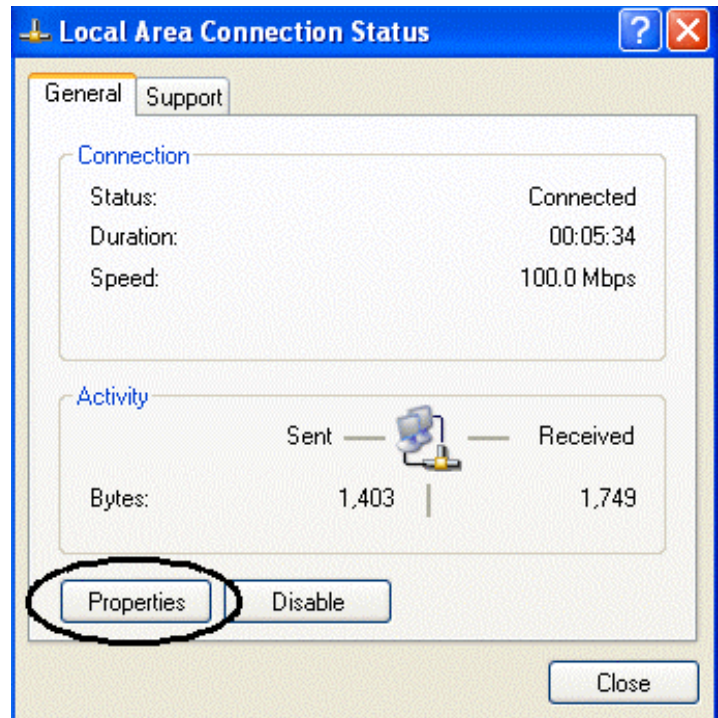 Local Area Connection Status
General Support
Connection
Status: Connected
Duration: 00:05:34
Speed: 100.0 Mbps
Activity
Sent Received
Bytes: 1,403 1,749
Properties Disable
Close